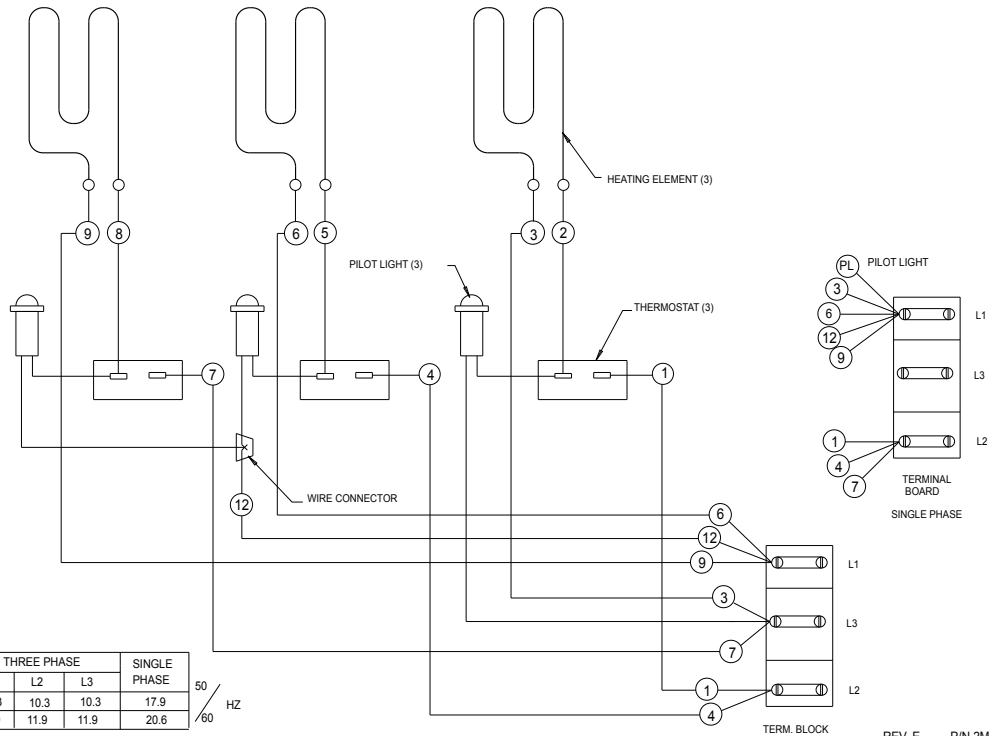 HEATING ELEMENT (3)
9
8
6
5
3
2
PILOT LIGHT (3)
THERMOSTAT (3)
7
4
1
WIRE CONNECTOR
12
PL
PILOT LIGHT
3
6
12
9
L1
L3
1
4
7
L2
TERMINAL
BOARD
SINGLE PHASE
6
12
9
L1
3
7
L3
1
4
L2
TERM. BLOCK
THREE PHASE
SINGLE
PHASE
L2 L3
10.3 10.3 17.9
11.9 11.9 20.6
50/60 HZ
REV. F